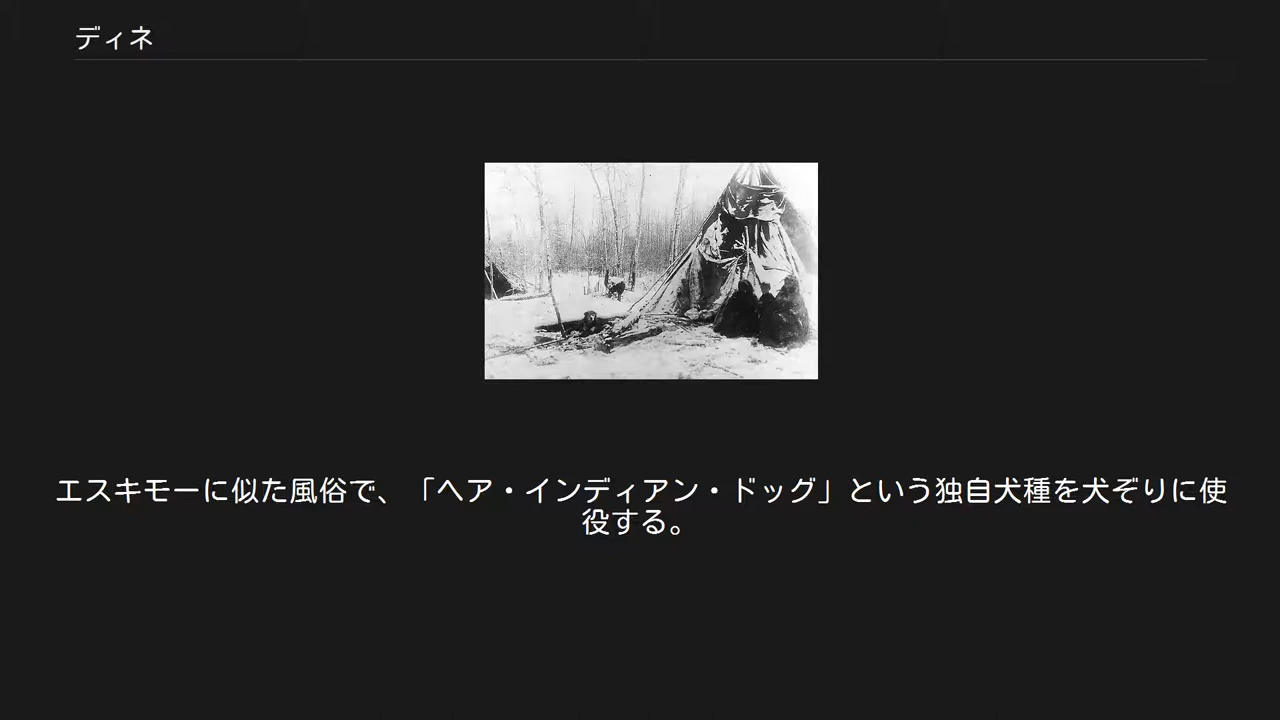 ディネ
エスキモーに似た風俗で、「ヘア・インディアン・ドッグ」という独自犬種を犬ぞりに使
役する。